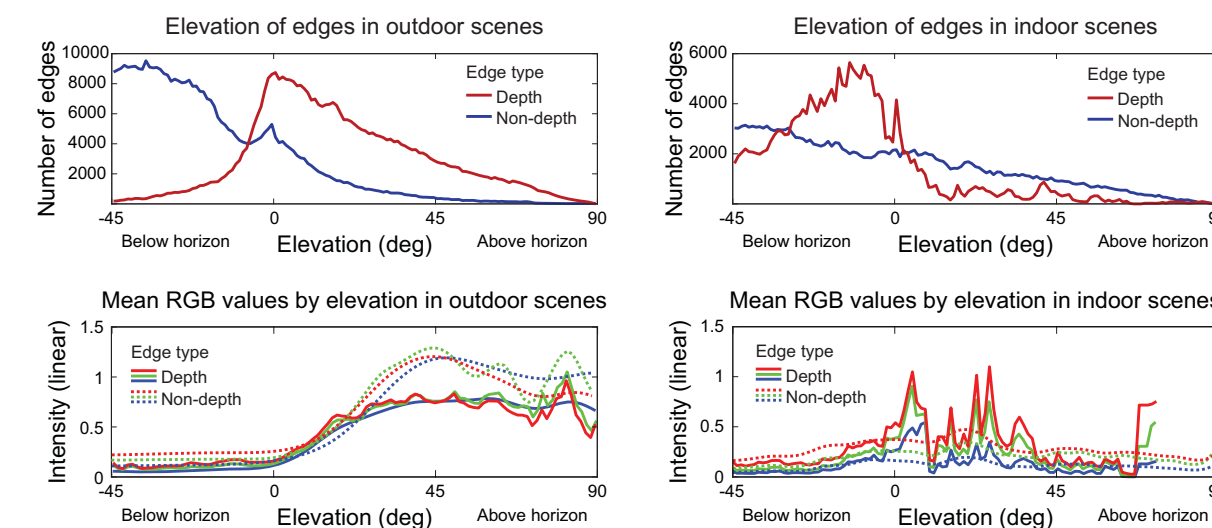 Elevation of edges in outdoor scenes
Number of edges
10000
8000
6000
4000
2000
Edge type
Depth
Non-depth
-45
0
45
90
Below horizon
Elevation (deg)
Above horizon
Elevation of edges in indoor scenes
Number of edges
6000
4000
2000
Edge type
Depth
Non-depth
-45
0
45
9
Below horizon
Elevation (deg)
Above horizon
Mean RGB values by elevation in outdoor scenes
Intensity (linear)
1.5
1
0.5
0
Edge type
Depth
Non-depth
-45
0
45
90
Below horizon
Elevation (deg)
Above horizon
Mean RGB values by elevation in indoor scenes
Intensity (linear)
1.5
1
0.5
0
Edge type
Depth
Non-depth
-45
0
45
9
Below horizon
Elevation (deg)
Above horizon